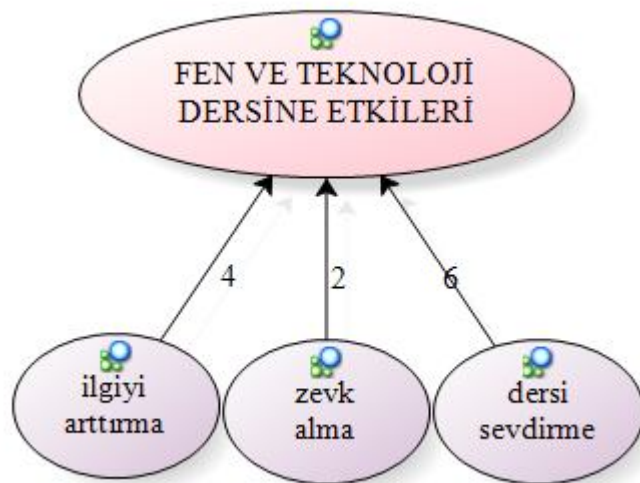 FEN VE TEKNOLOJİ
DERSİNE ETKİLERİ
4
2
6
ilgiyi
arttırma
zevk
alma
dersi
sevdirme